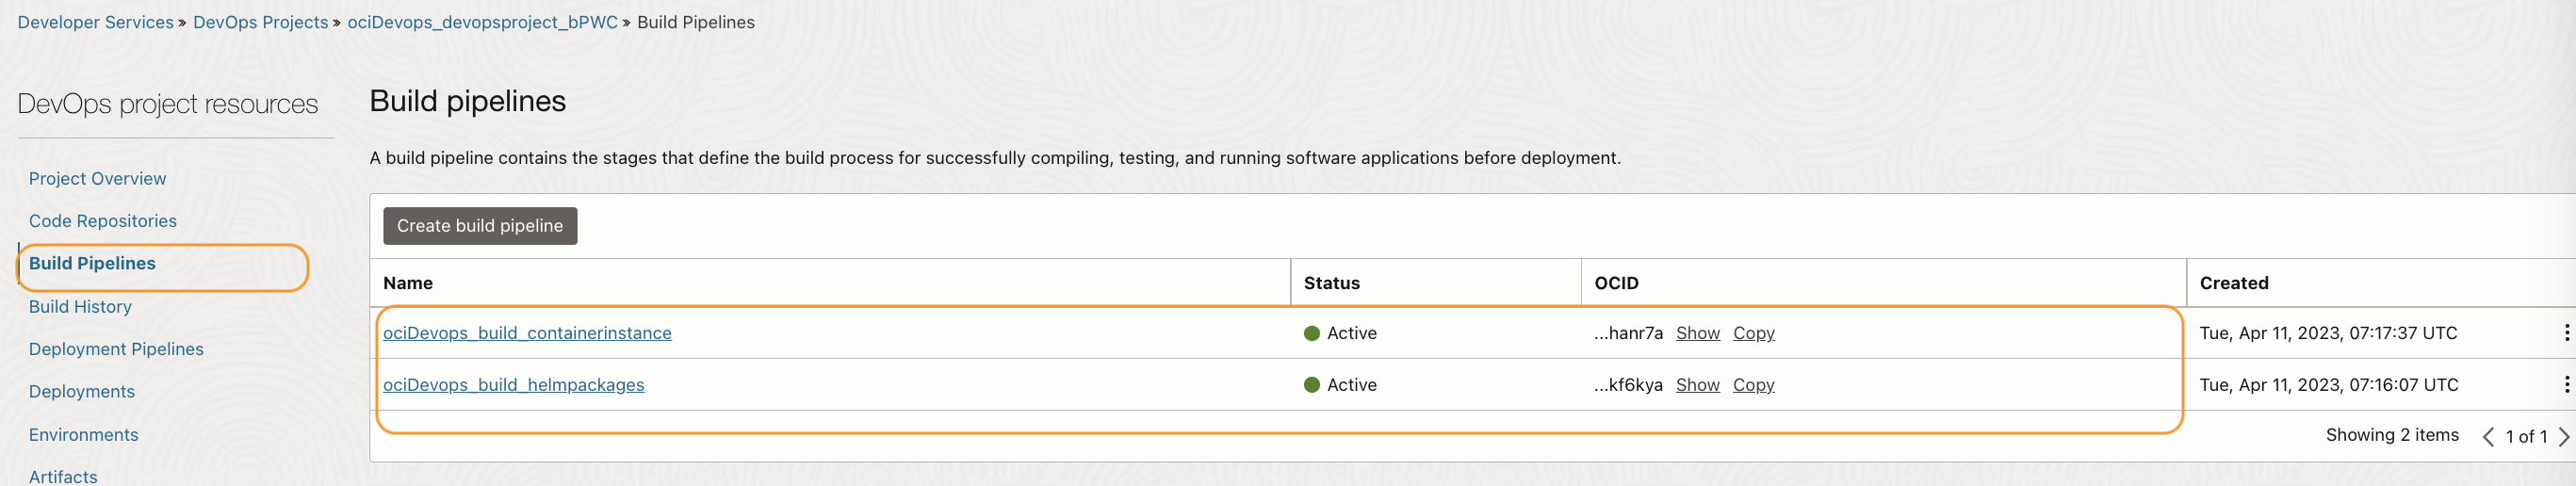 Developer Services » DevOps Projects » ociDevops_devopsproject_bPWC » Build Pipelines
DevOps project resources
Project Overview
Code Repositories
Build Pipelines
Build History
Deployment Pipelines
Deployments
Environments
Artifacts
Build pipelines
A build pipeline contains the stages that define the build process for successfully compiling, testing, and running software applications before deployment.
Create build pipeline
Name Status OCID Created
ociDevops_build_containerinstance Active ...hanr7a Show Copy Tue, Apr 11, 2023, 07:17:37 UTC
ociDevops_build_helmpackages Active ...kf6kya Show Copy Tue, Apr 11, 2023, 07:16:07 UTC
Showing 2 items < 1 of 1 >